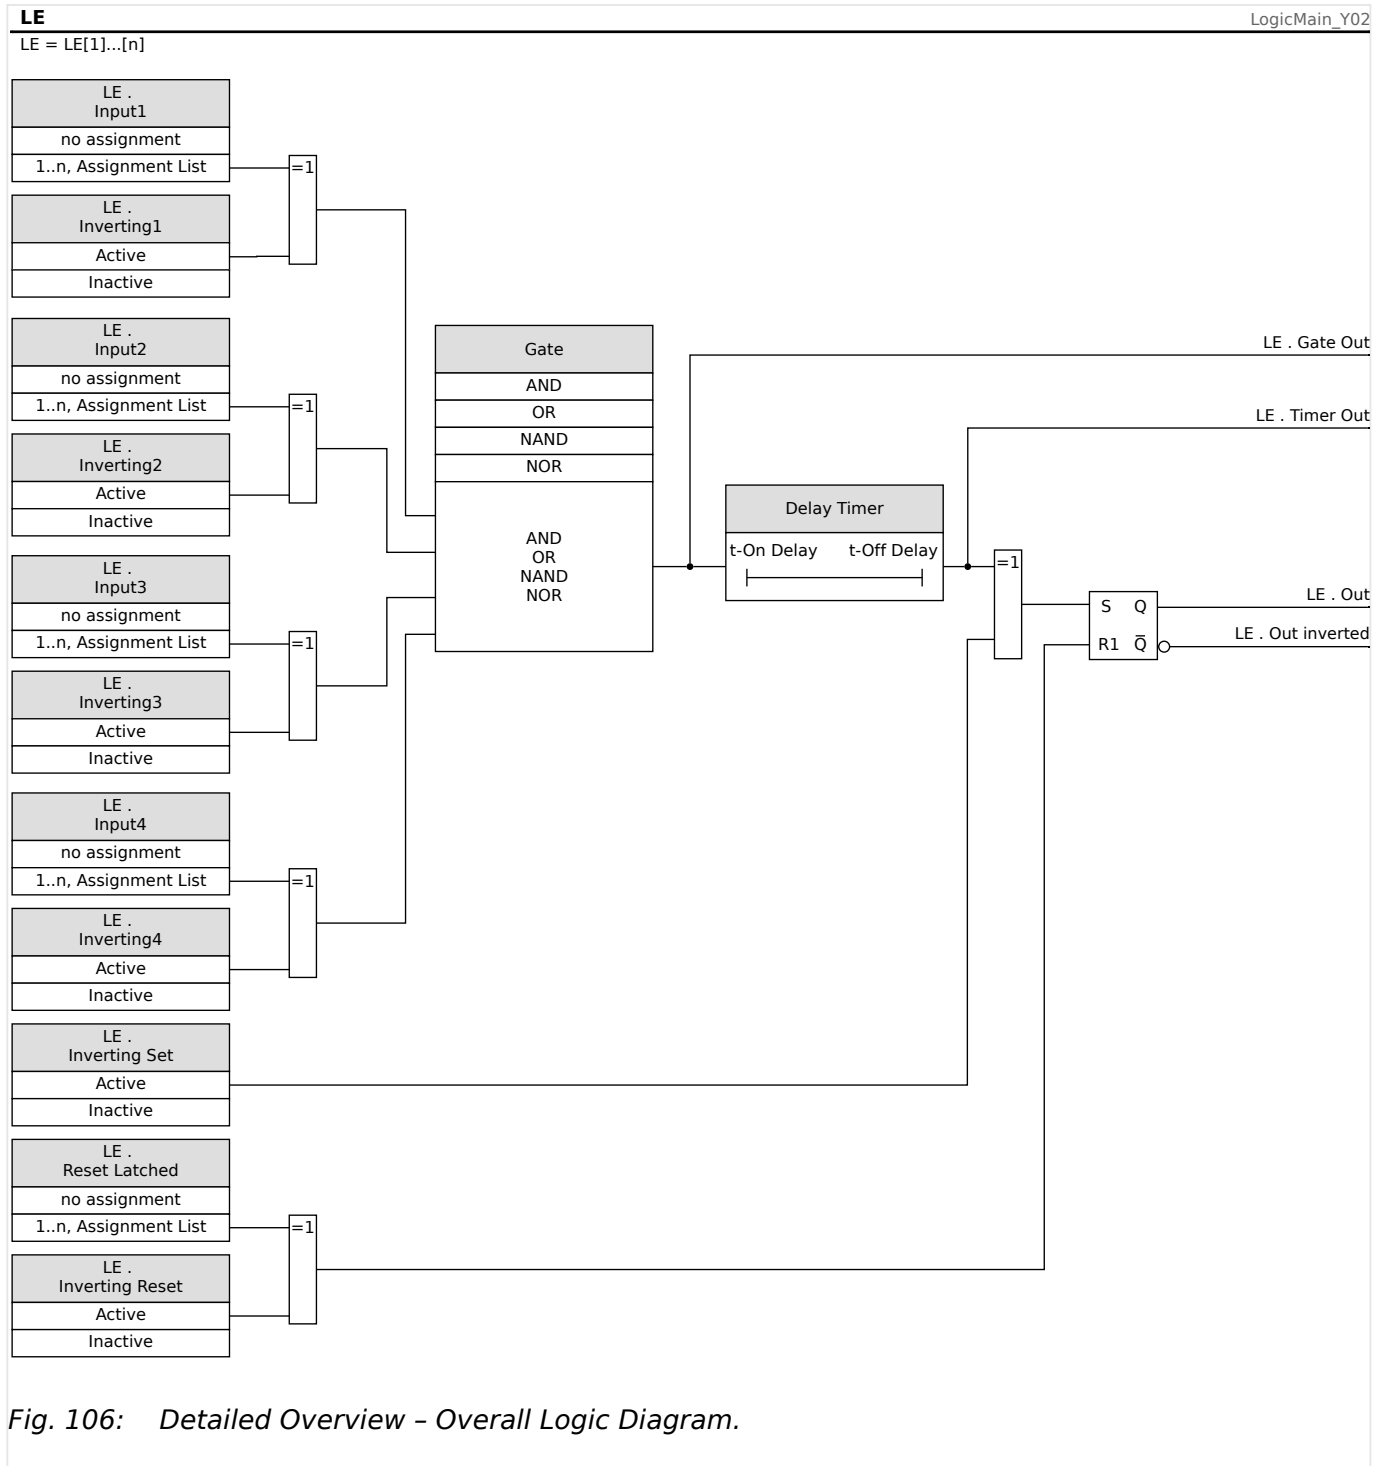 LE
LogicMain_Y02
LE = LE[1]...[n]
LE .
Input1
no assignment
1..n, Assignment List
=1
LE .
Inverting1
Active
Inactive
LE .
Input2
no assignment
1..n, Assignment List
=1
LE .
Inverting2
Active
Inactive
LE .
Input3
no assignment
1..n, Assignment List
=1
LE .
Inverting3
Active
Inactive
LE .
Input4
no assignment
1..n, Assignment List
=1
LE .
Inverting4
Active
Inactive
LE .
Inverting Set
Active
Inactive
LE .
Reset Latched
no assignment
1..n, Assignment List
=1
LE .
Inverting Reset
Active
Inactive
Gate
AND
OR
NAND
NOR
AND
OR
NAND
NOR
Delay Timer
t-On Delay t-Off Delay
=1
S Q
R1 Q̅
LE . Gate Out
LE . Timer Out
LE . Out
LE . Out inverted
Fig. 106: Detailed Overview – Overall Logic Diagram.